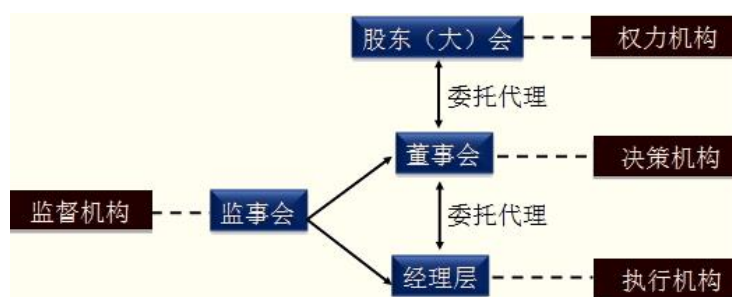 股东（大）会
权力机构
委托代理
董事会
决策机构
监督机构
监事会
委托代理
经理层
执行机构